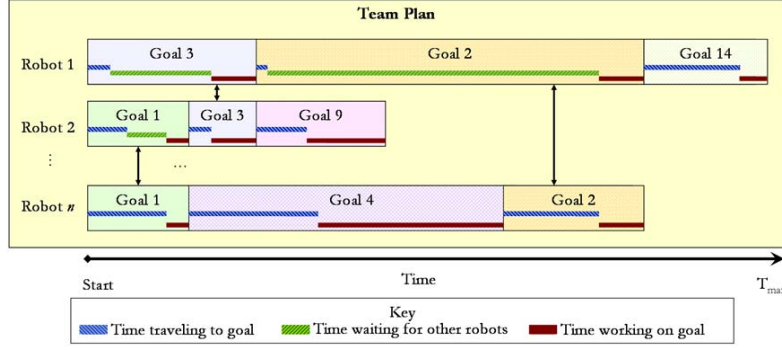 Team Plan
Robot 1
Goal 3
Goal 2
Goal 14
Robot 2
Goal 1
Goal 3
Goal 9
⋮
...
Robot n
Goal 1
Goal 4
Goal 2
Start
Time
Tmax
Key
Time traveling to goal
Time waiting for other robots
Time working on goal